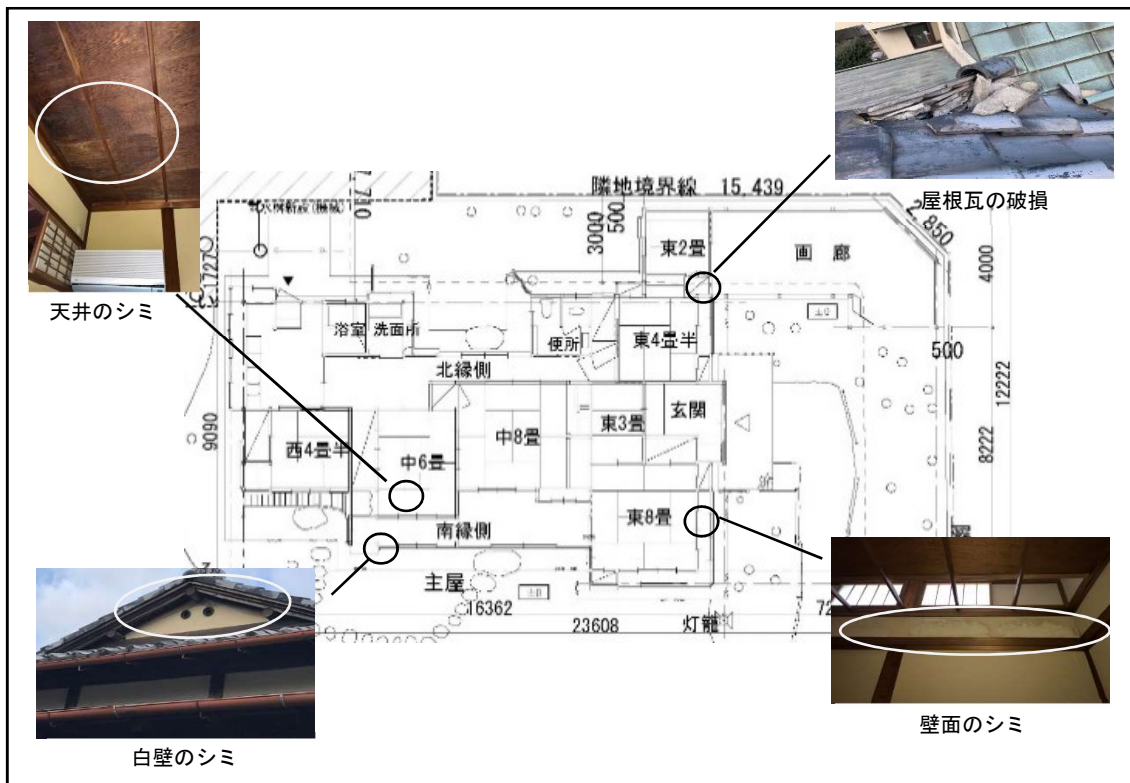 隣地境界線 15,439
屋根瓦の破損
2,850
3000
500
東2畳
画廊
4000
天井のシミ
浴室
洗面所
便所
東4畳半
500
北縁側
12222
9090
西4畳半
中6畳
中8畳
東3畳
玄関
8222
南縁側
東8畳
主屋
16362
23608
灯籠
72
白壁のシミ
壁面のシミ